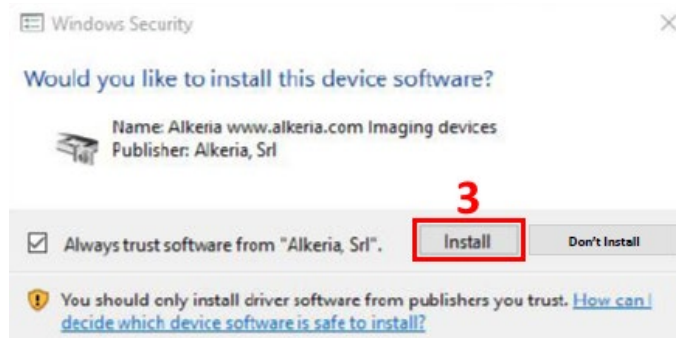 Windows Security
Would you like to install this device software?
Name: Alkeria www.alkeria.com Imaging devices
Publisher: Alkeria, Srl
3
Always trust software from "Alkeria, Srl".
Install
Don't Install
You should only install driver software from publishers you trust. How can I
decide which device software is safe to install?